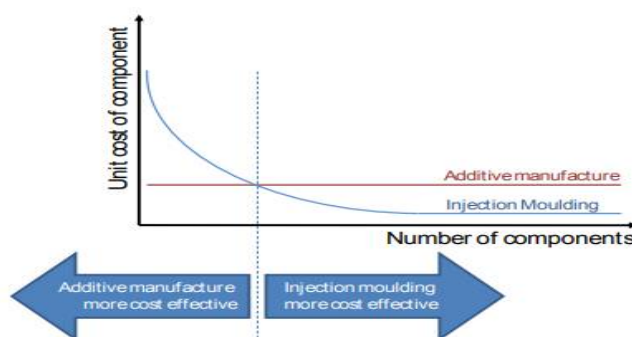 Unit cost of component
Additive manufacture
Injection Moulding
Number of components
Additive manufacture
more cost effective
Injection moulding
more cost effective